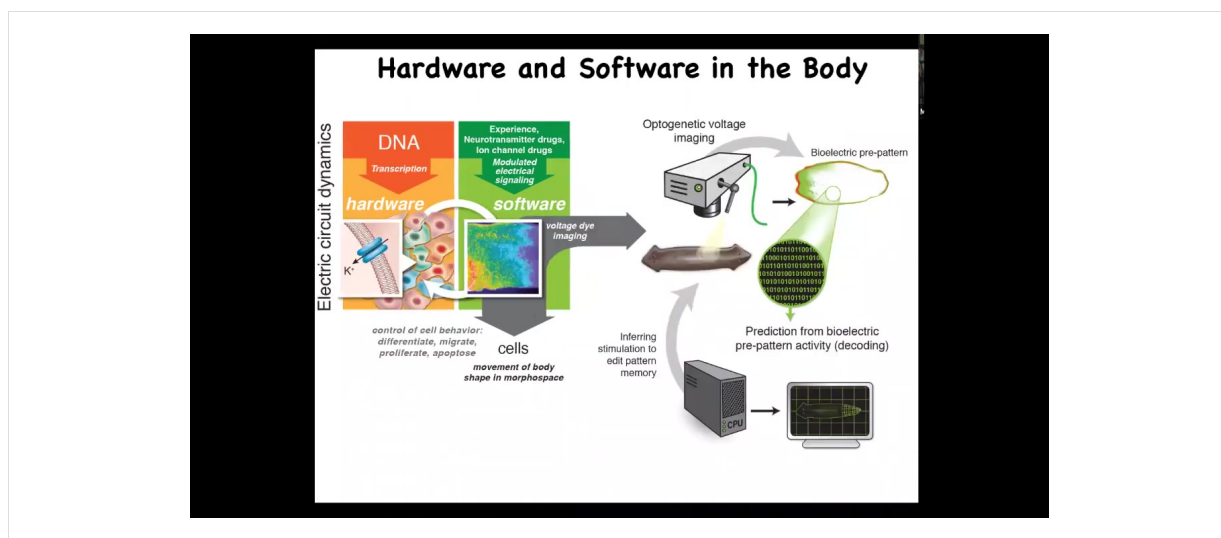 Hardware and Software in the Body
Electric circuit dynamics
DNA
Transcription
hardware
K+
Experience,
Neurotransmitter drugs,
Ion channel drugs
Modulated
electrical
signaling
software
voltage dye
imaging
control of cell behavior:
differentiate, migrate,
proliferate, apoptose
cells
movement of body
shape in morphospace
Optogenetic voltage
imaging
Bioelectric pre-pattern
Prediction from bioelectric
pre-pattern activity (decoding)
Inferring
stimulation to
edit pattern
memory
CPU